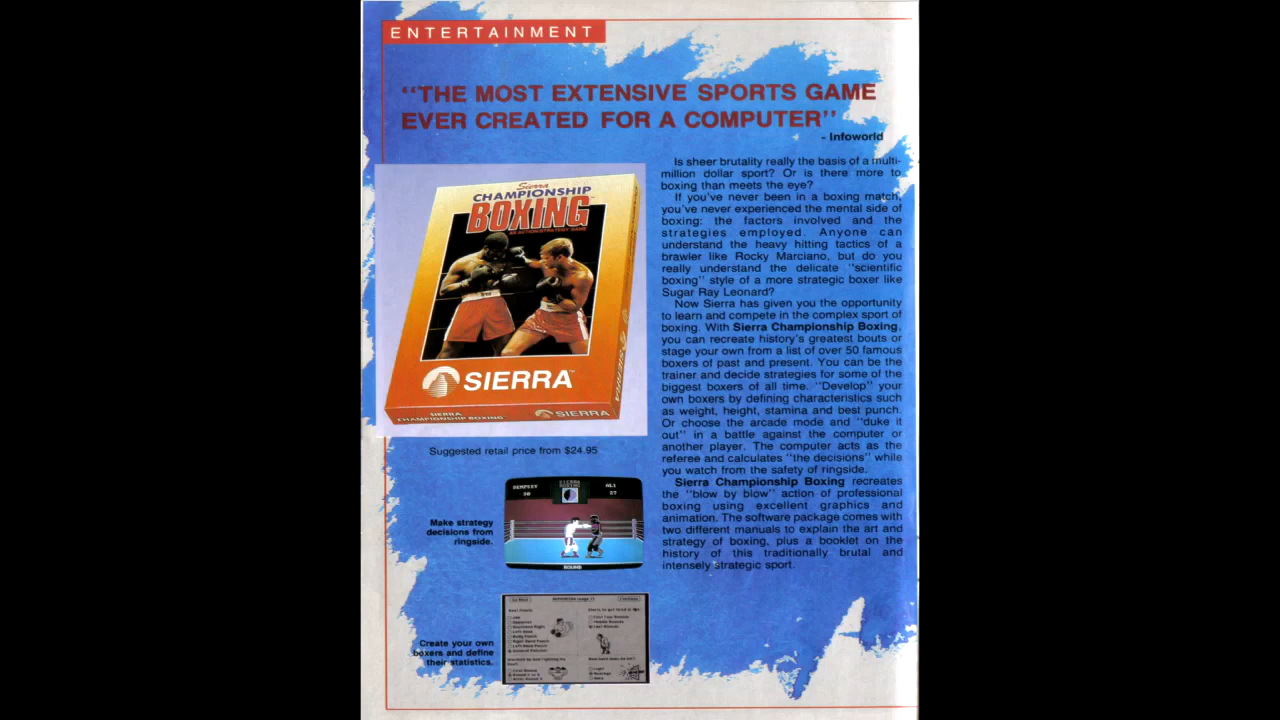 ENTERTAINMENT
"THE MOST EXTENSIVE SPORTS GAME
EVER CREATED FOR A COMPUTER"
- Infoworld
Sierra
CHAMPIONSHIP
BOXING™
AN ACTION/STRATEGY GAME
SIERRA™
SIERRA
SIERRA
CHAMPIONSHIP BOXING
SIERRA
Suggested retail price from $24.95
Make strategy
decisions from
ringside.
SIERRA
BOXING
DEMPSEY
ALI
30
27
ROUND
Create your own
boxers and define
their statistics.
Is sheer brutality really the basis of a multi-
million dollar sport? Or is there more to
boxing than meets the eye?
If you've never been in a boxing match,
you've never experienced the mental side of
boxing: the factors involved and the
strategies employed. Anyone can
understand the heavy hitting tactics of a
brawler like Rocky Marciano, but do you
really understand the delicate "scientific
boxing" style of a more strategic boxer like
Sugar Ray Leonard?
Now Sierra has given you the opportunity
to learn and compete in the complex sport of
boxing. With Sierra Championship Boxing,
you can recreate history's greatest bouts or
stage your own from a list of over 50 famous
boxers of past and present. You can be the
trainer and decide strategies for some of the
biggest boxers of all time. "Develop" your
own boxers by defining characteristics such
as weight, height, stamina and best punch.
Or choose the arcade mode and "duke it
out" in a battle against the computer or
another player. The computer acts as the
referee and calculates "the decisions" while
you watch from the safety of ringside.
Sierra Championship Boxing recreates
the "blow by blow" action of professional
boxing using excellent graphics and
animation. The software package comes with
two different manuals to explain the art and
strategy of boxing, plus a booklet on the
history of this traditionally brutal and
intensely strategic sport.